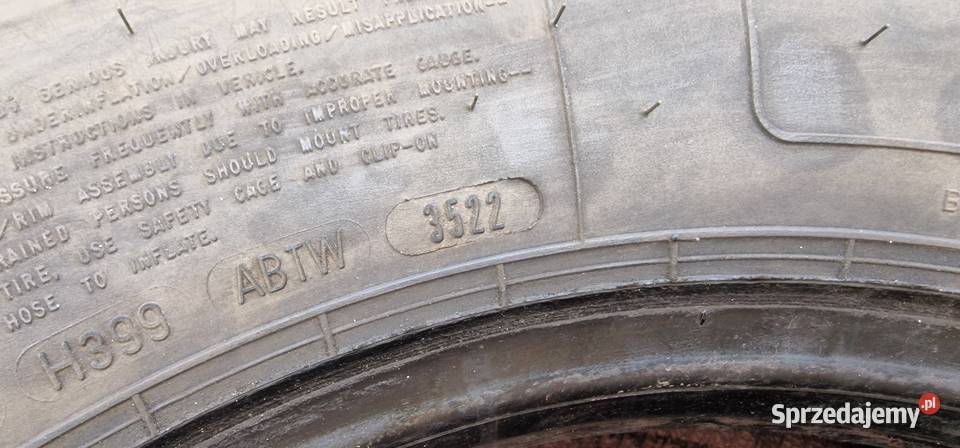 SERIOUS INJURY MAY RESULT
UNDERINFLATION/OVERLOADING/MISAPPLICATION--
INSTRUCTIONS IN VEHICLE.
FREQUENTLY WITH ACCURATE GAUGE.
/RIM ASSEMBLY DUE TO IMPROPER MOUNTING--
PERSONS SHOULD MOUNT TIRES.
TIRE, USE SAFETY CAGE AND CLIP-ON
HOSE TO INFLATE.
H399 ABTW 3522
Sprzedajemy.pl